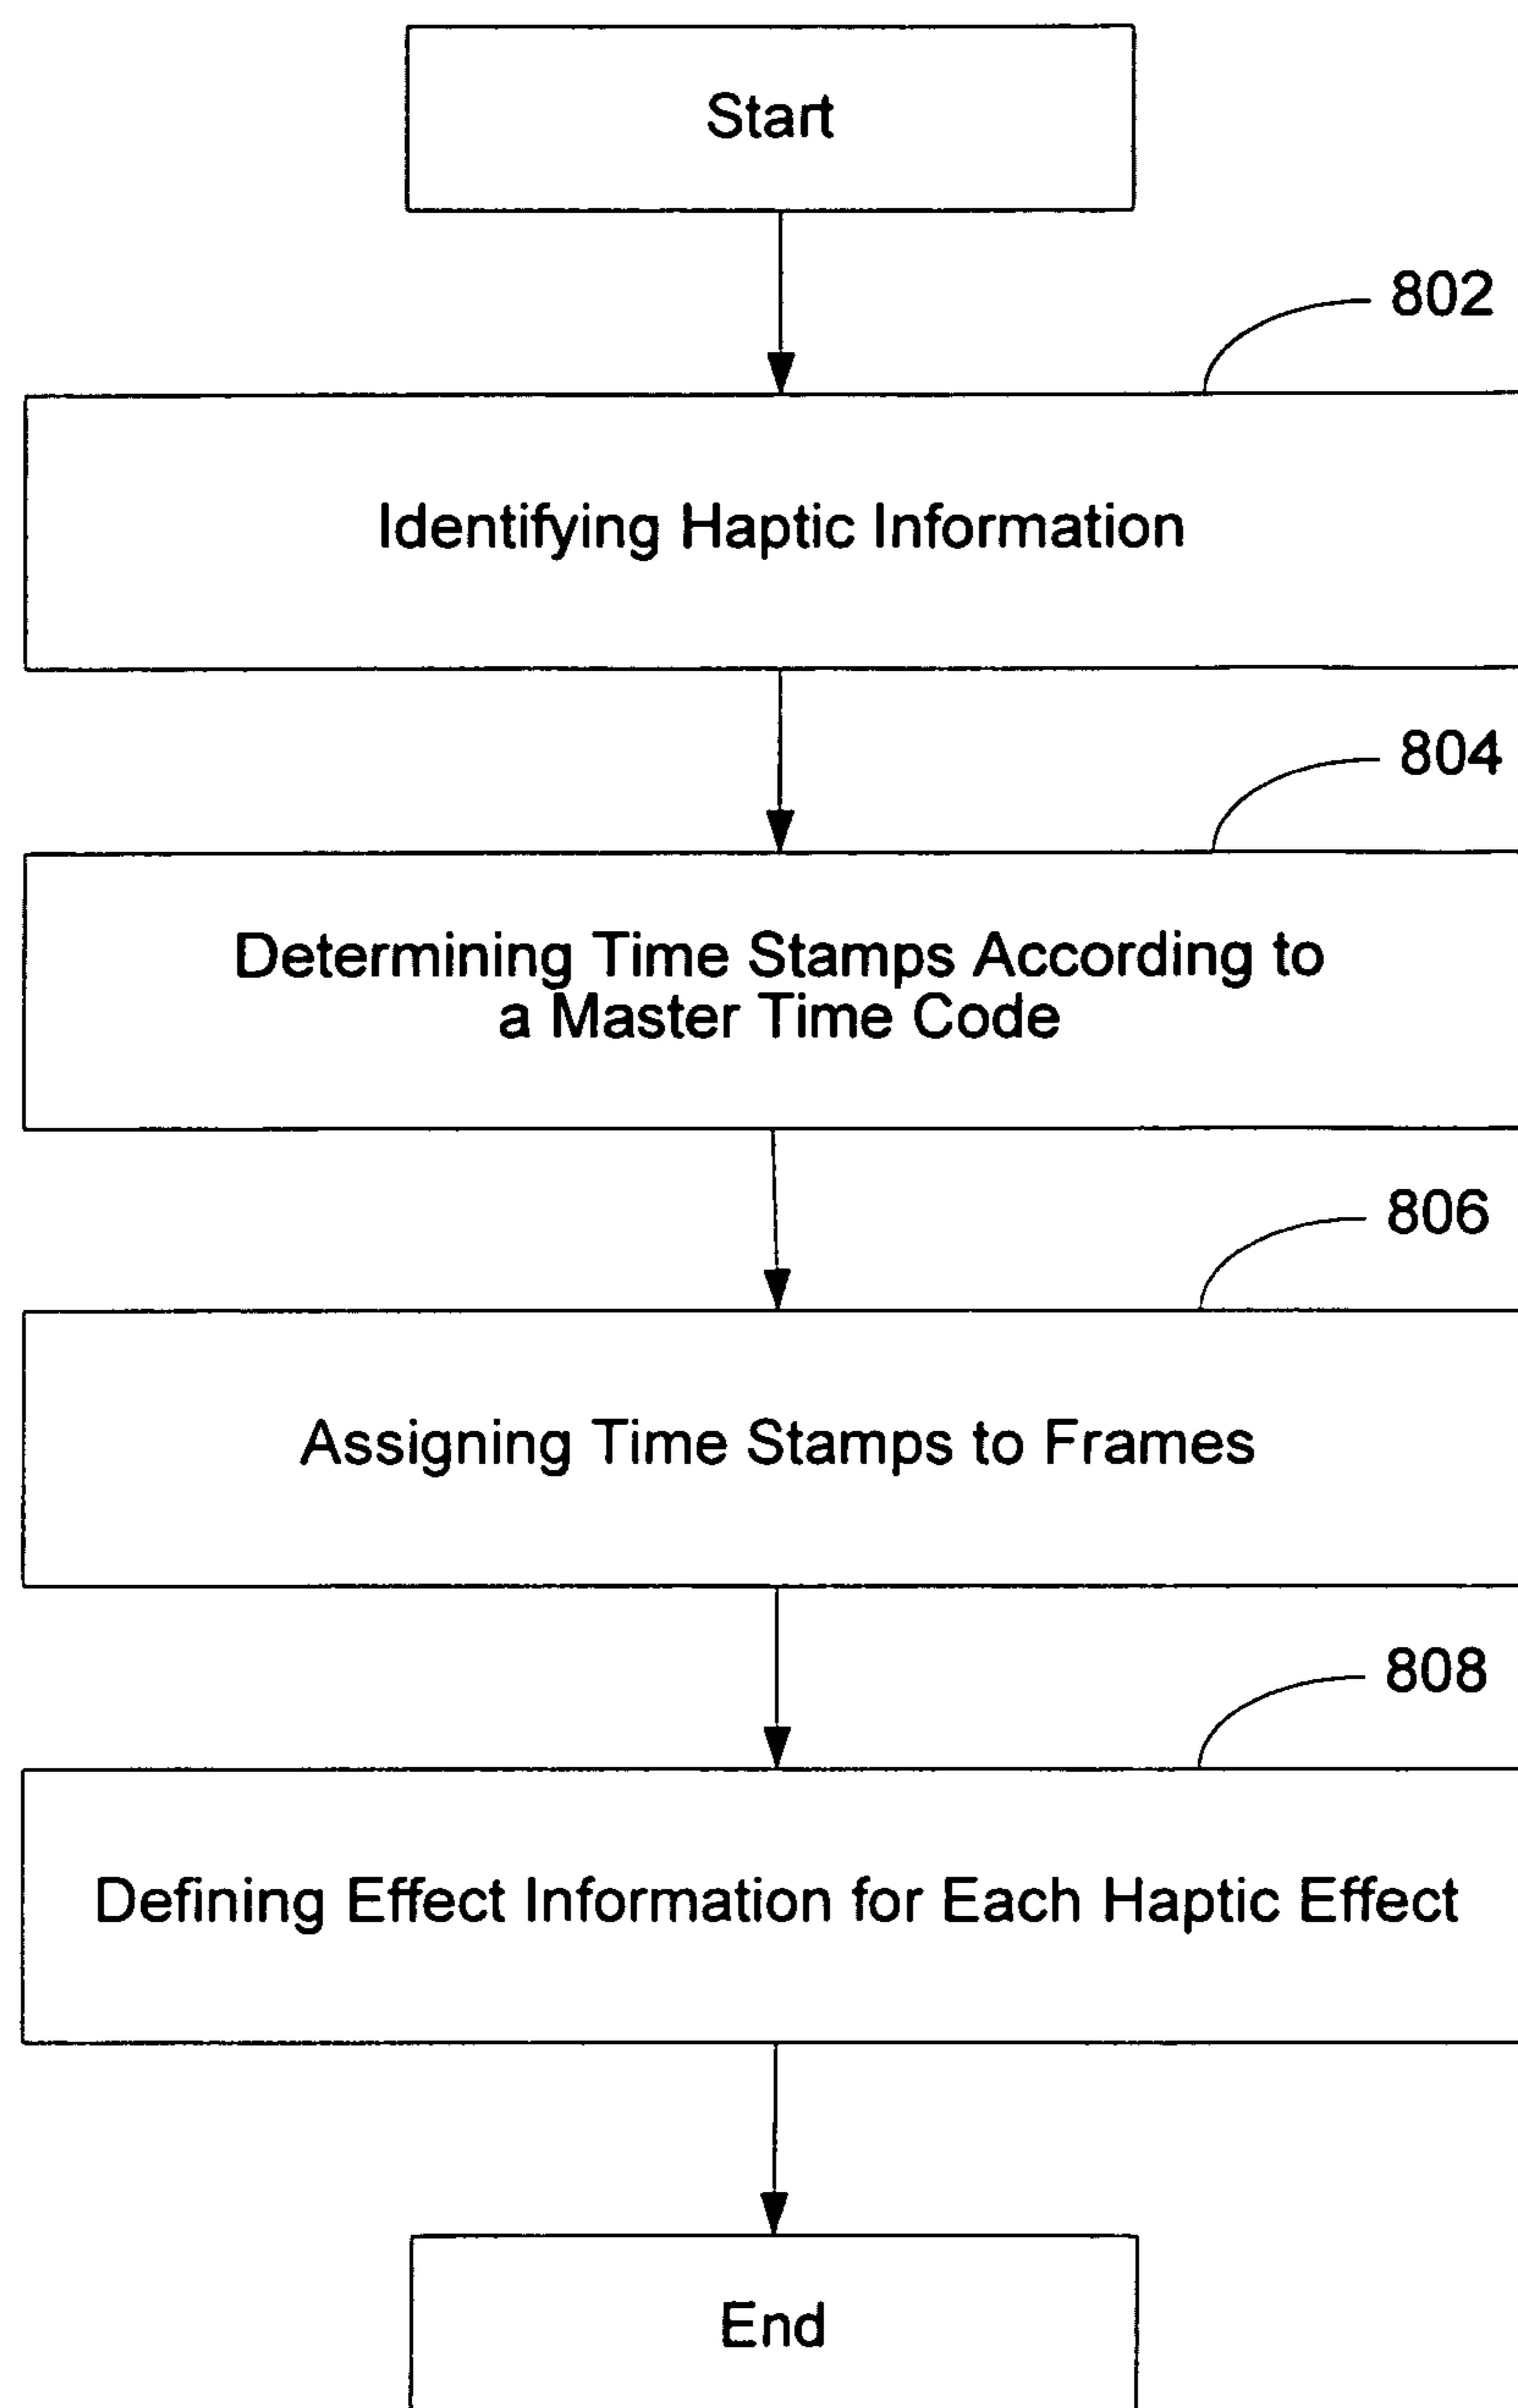 Start
802
Identifying Haptic Information
804
Determining Time Stamps According to
a Master Time Code
806
Assigning Time Stamps to Frames
808
Defining Effect Information for Each Haptic Effect
End